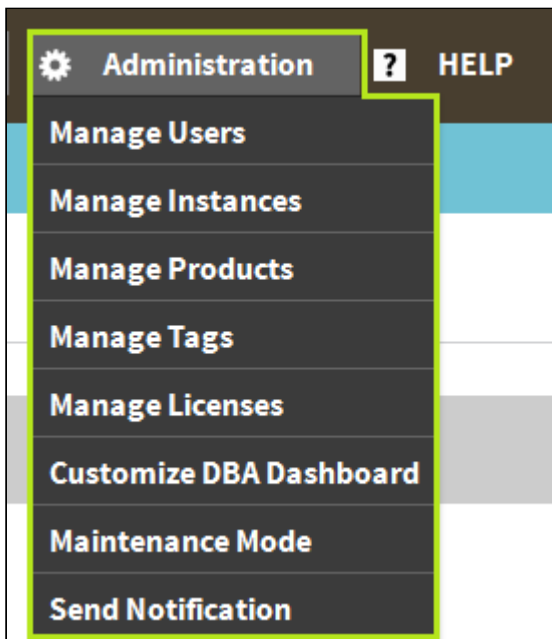 Administration ? HELP
Manage Users
Manage Instances
Manage Products
Manage Tags
Manage Licenses
Customize DBA Dashboard
Maintenance Mode
Send Notification